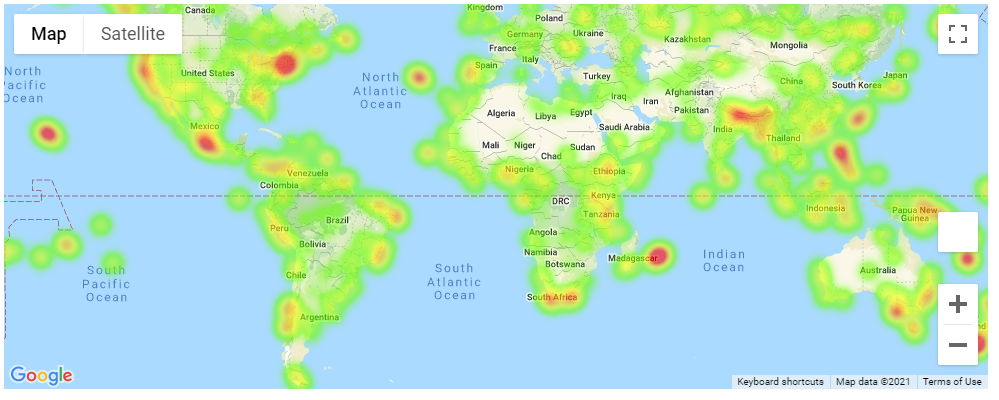 Map
Satellite
Canada
Kingdom
Poland
Germany
Ukraine
France
Kazakhstan
Mongolia
Italy
United States
Spain
Turkey
China
Japan
South Korea
North
Pacific
Ocean
North
Atlantic
Ocean
Afghanistan
Iraq
Iran
Pakistan
Algeria
Libya
Egypt
Saudi Arabia
Mexico
India
Thailand
Mali
Niger
Sudan
Chad
Venezuela
Nigeria
Ethiopia
Colombia
DRC
Kenya
Indonesia
Papua New
Guinea
Brazil
Tanzania
Peru
Angola
Bolivia
Namibia
Madagascar
Botswana
Indian
Ocean
South
Pacific
Ocean
Chile
South
Atlantic
Ocean
Australia
South Africa
Argentina
nd
Google
Keyboard shortcuts
Map data ©2021
Terms of Use